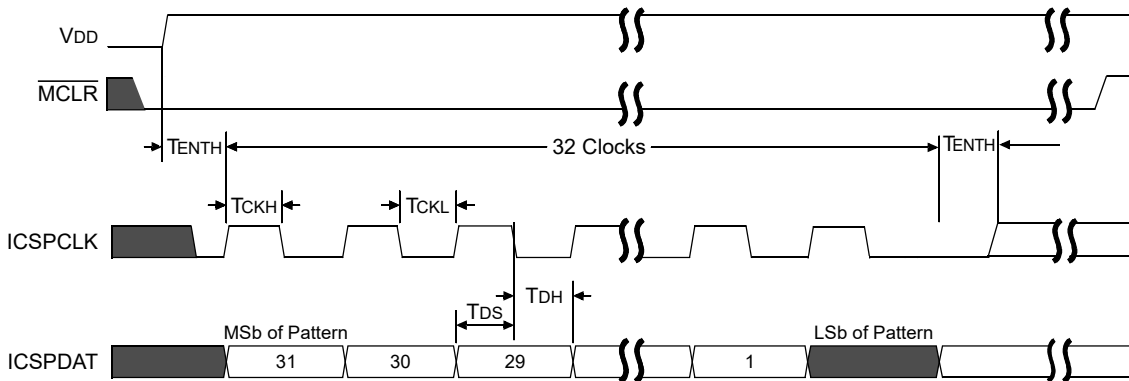 VDD
MCLR
TENTH
32 Clocks
TENTH
TCKH
TCKL
ICSPCLK
TDH
TDS
MSb of Pattern
LSb of Pattern
ICSPDAT
31
30
29
1